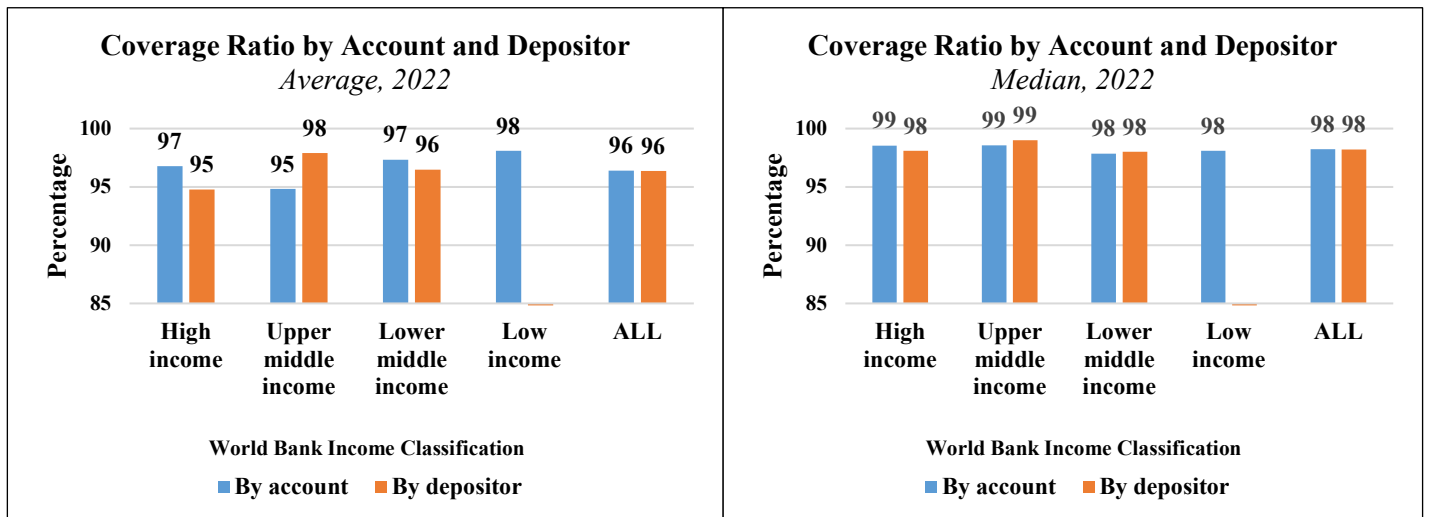 Coverage Ratio by Account and Depositor
Average, 2022
Percentage
100
95
90
85
97
95
95
98
97
96
98
96
96
High
income
Upper
middle
income
Lower
middle
income
Low
income
ALL
World Bank Income Classification
By account
By depositor
Coverage Ratio by Account and Depositor
Median, 2022
Percentage
100
95
90
85
99
98
99
99
98
98
98
98
98
High
income
Upper
middle
income
Lower
middle
income
Low
income
ALL
World Bank Income Classification
By account
By depositor